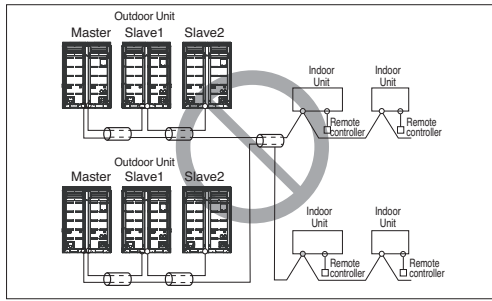 Outdoor Unit
Master Slave1 Slave2
Indoor
Unit
Indoor
Unit
Remote
controller
Remote
controller
Outdoor Unit
Master Slave1 Slave2
Indoor
Unit
Indoor
Unit
Remote
controller
Remote
controller